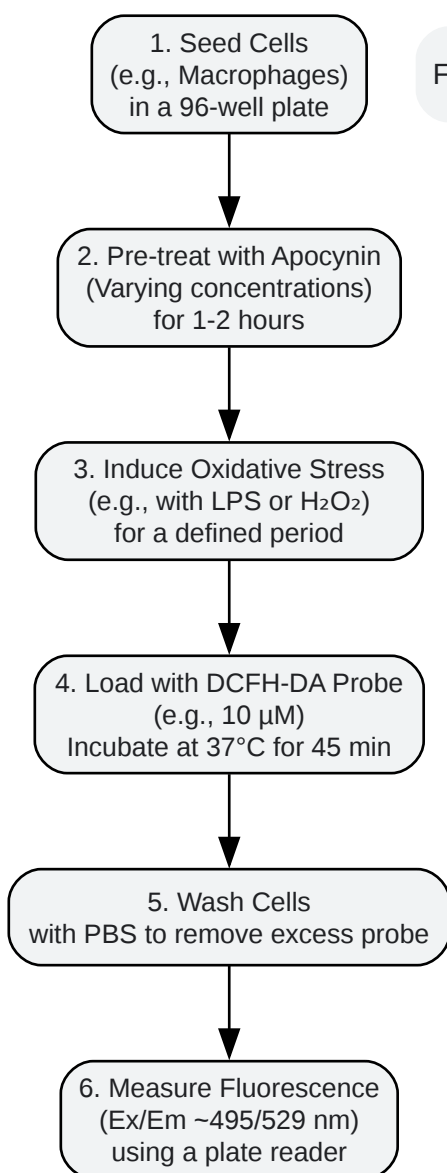 1. Seed Cells
(e.g., Macrophages)
in a 96-well plate
F
2. Pre-treat with Apocynin
(Varying concentrations)
for 1-2 hours
3. Induce Oxidative Stress
(e.g., with LPS or H₂O₂)
for a defined period
4. Load with DCFH-DA Probe
(e.g., 10 µM)
Incubate at 37°C for 45 min
5. Wash Cells
with PBS to remove excess probe
6. Measure Fluorescence
(Ex/Em ~495/529 nm)
using a plate reader